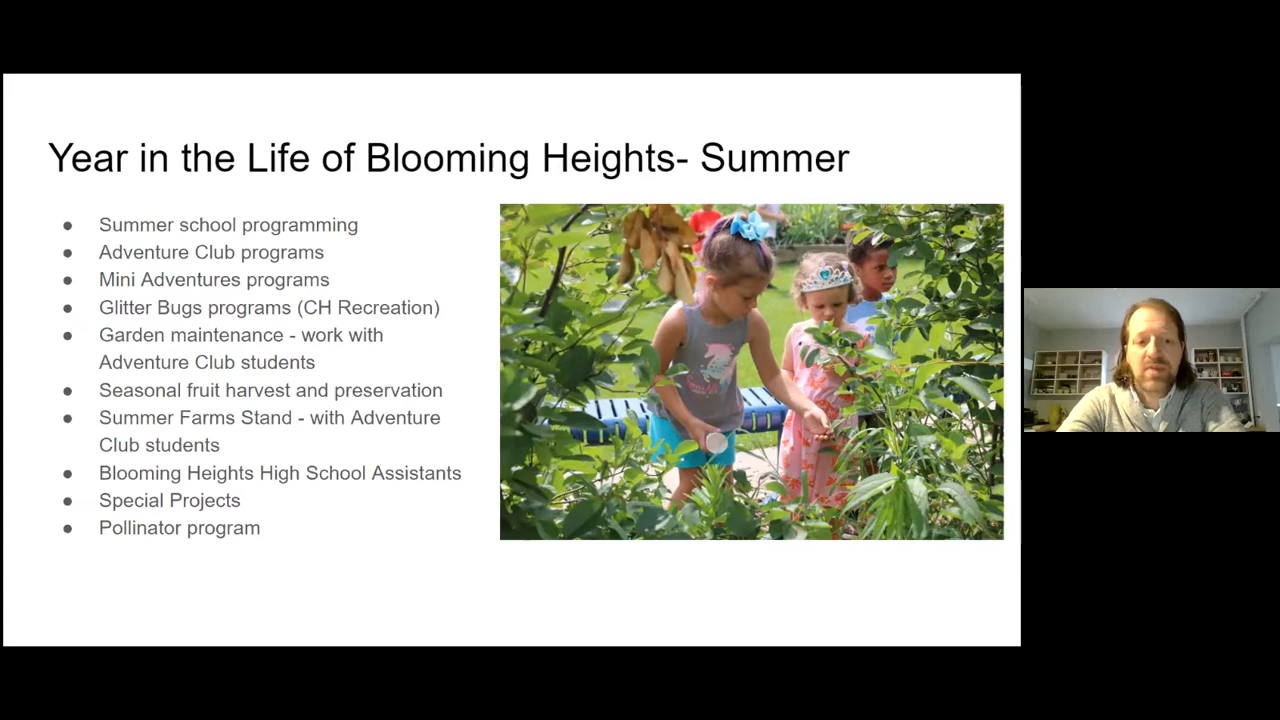 Year in the Life of Blooming Heights- Summer
● Summer school programming
● Adventure Club programs
● Mini Adventures programs
● Glitter Bugs programs (CH Recreation)
● Garden maintenance - work with
Adventure Club students
● Seasonal fruit harvest and preservation
● Summer Farms Stand - with Adventure
Club students
● Blooming Heights High School Assistants
● Special Projects
● Pollinator program